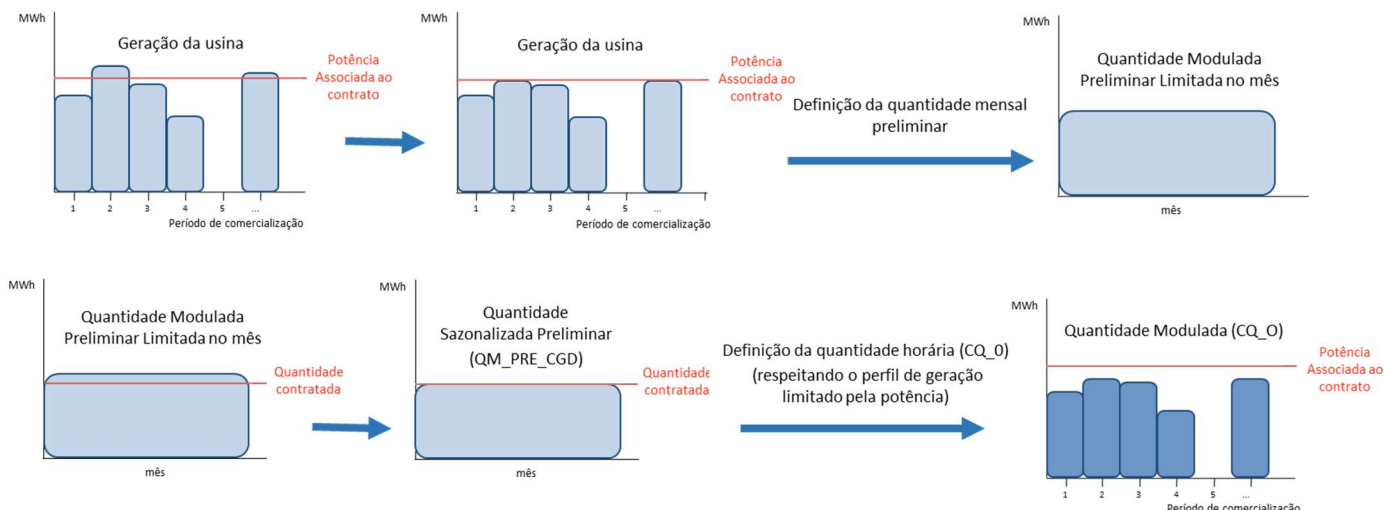 MWh
Geração da usina
Potência
Associada ao
contrato
1 2 3 4 5 ...
Período de comercialização
MWh
Geração da usina
Potência
Associada ao
contrato
1 2 3 4 5 ...
Período de comercialização
Definição da quantidade mensal
preliminar
MWh
Quantidade Modulada
Preliminar Limitada no mês
mês
MWh
Quantidade Modulada
Preliminar Limitada no mês
Quantidade
contratada
mês
MWh
Quantidade
Sazonalizada Preliminar
(QM_PRE_CGD)
Quantidade
contratada
mês
Definição da quantidade horária (CQ_0)
(respeitando o perfil de geração
limitado pela potência)
MWh
Quantidade Modulada (CQ_O)
Potência
Associada ao
contrato
1 2 3 4 5 ...
Período de comercialização